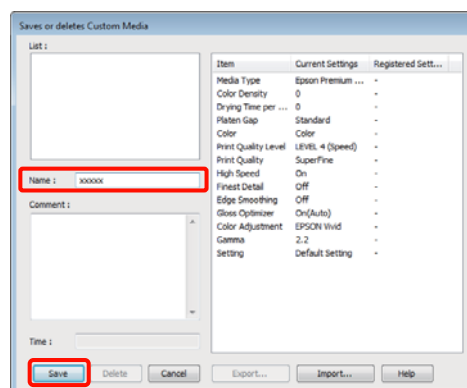 Saves or deletes Custom Media
List :
Item Current Settings Registered Sett...
Media Type Epson Premium ... -
Color Density 0 -
Drying Time per ... 0 -
Platen Gap Standard -
Color Color -
Print Quality Level LEVEL 4 (Speed) -
Print Quality SuperFine -
High Speed On -
Finest Detail Off -
Edge Smoothing Off -
Gloss Optimizer On(Auto) -
Color Adjustment EPSON Vivid -
Gamma 2.2 -
Setting Default Setting -
Name : xxxxx
Comment :
Time :
Save Delete Cancel Export... Import... Help